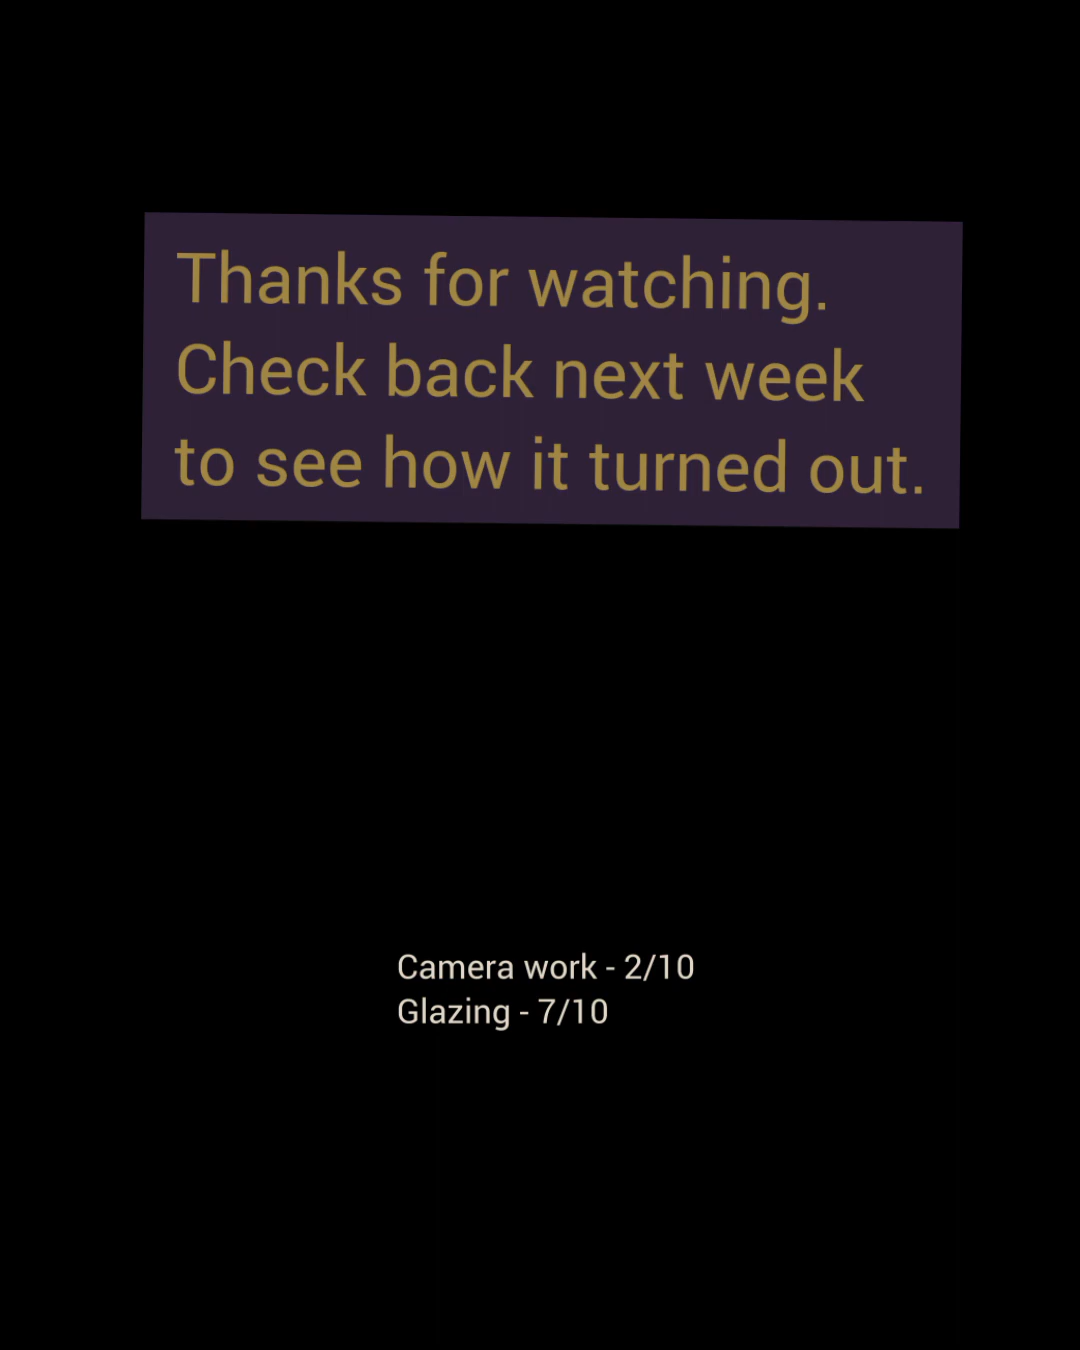 Thanks for watching.
Check back next week
to see how it turned out.
Camera work - 2/10
Glazing - 7/10